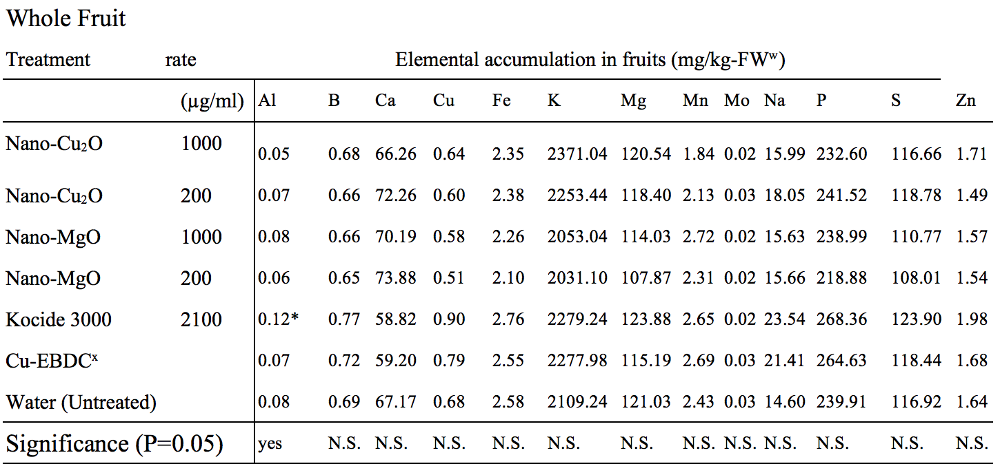 Whole Fruit
Treatment rate Elemental accumulation in fruits (mg/kg-FWʷ)
(µg/ml) Al B Ca Cu Fe K Mg Mn Mo Na P S Zn
Nano-Cu₂O 1000 0.05 0.68 66.26 0.64 2.35 2371.04 120.54 1.84 0.02 15.99 232.60 116.66 1.71
Nano-Cu₂O 200 0.07 0.66 72.26 0.60 2.38 2253.44 118.40 2.13 0.03 18.05 241.52 118.78 1.49
Nano-MgO 1000 0.08 0.66 70.19 0.58 2.26 2053.04 114.03 2.72 0.02 15.63 238.99 110.77 1.57
Nano-MgO 200 0.06 0.65 73.88 0.51 2.10 2031.10 107.87 2.31 0.02 15.66 218.88 108.01 1.54
Kocide 3000 2100 0.12* 0.77 58.82 0.90 2.76 2279.24 123.88 2.65 0.02 23.54 268.36 123.90 1.98
Cu-EBDCˣ 0.07 0.72 59.20 0.79 2.55 2277.98 115.19 2.69 0.03 21.41 264.63 118.44 1.68
Water (Untreated) 0.08 0.69 67.17 0.68 2.58 2109.24 121.03 2.43 0.03 14.60 239.91 116.92 1.64
Significance (P=0.05) yes N.S. N.S. N.S. N.S. N.S. N.S. N.S. N.S. N.S. N.S. N.S. N.S.